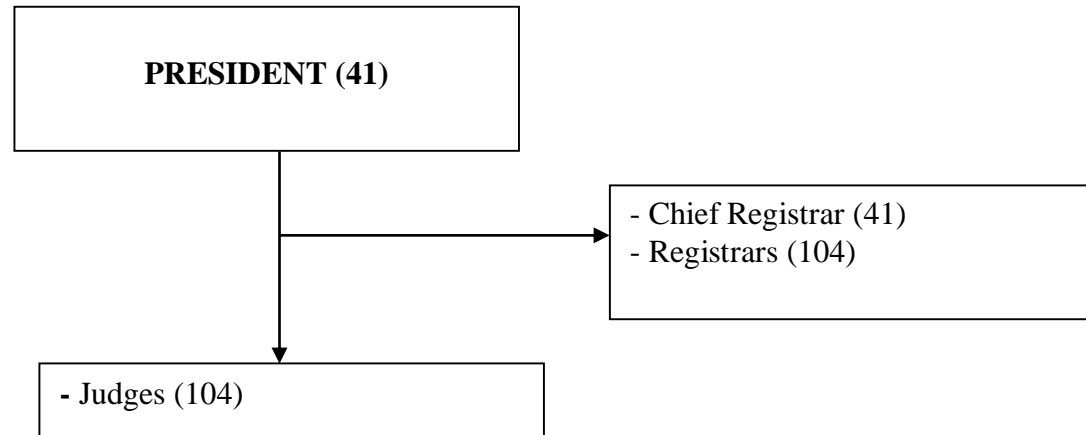 PRESIDENT (41)
- Chief Registrar (41)
- Registrars (104)
- Judges (104)